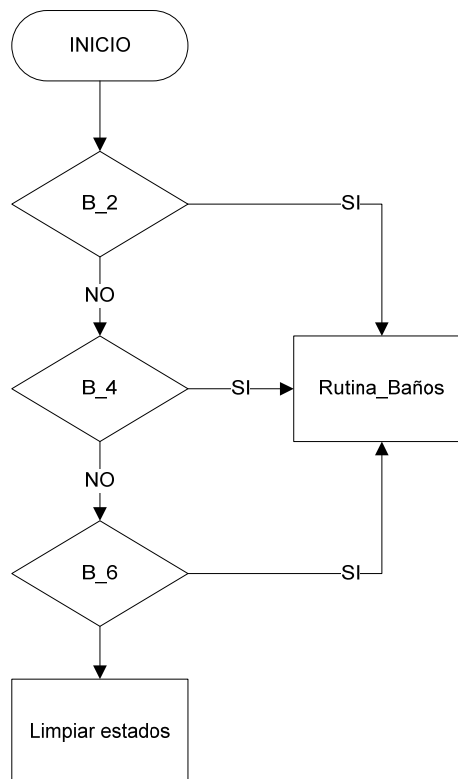 INICIO
B_2
SI
NO
B_4
SI
Rutina_Baños
NO
B_6
SI
Limpiar estados